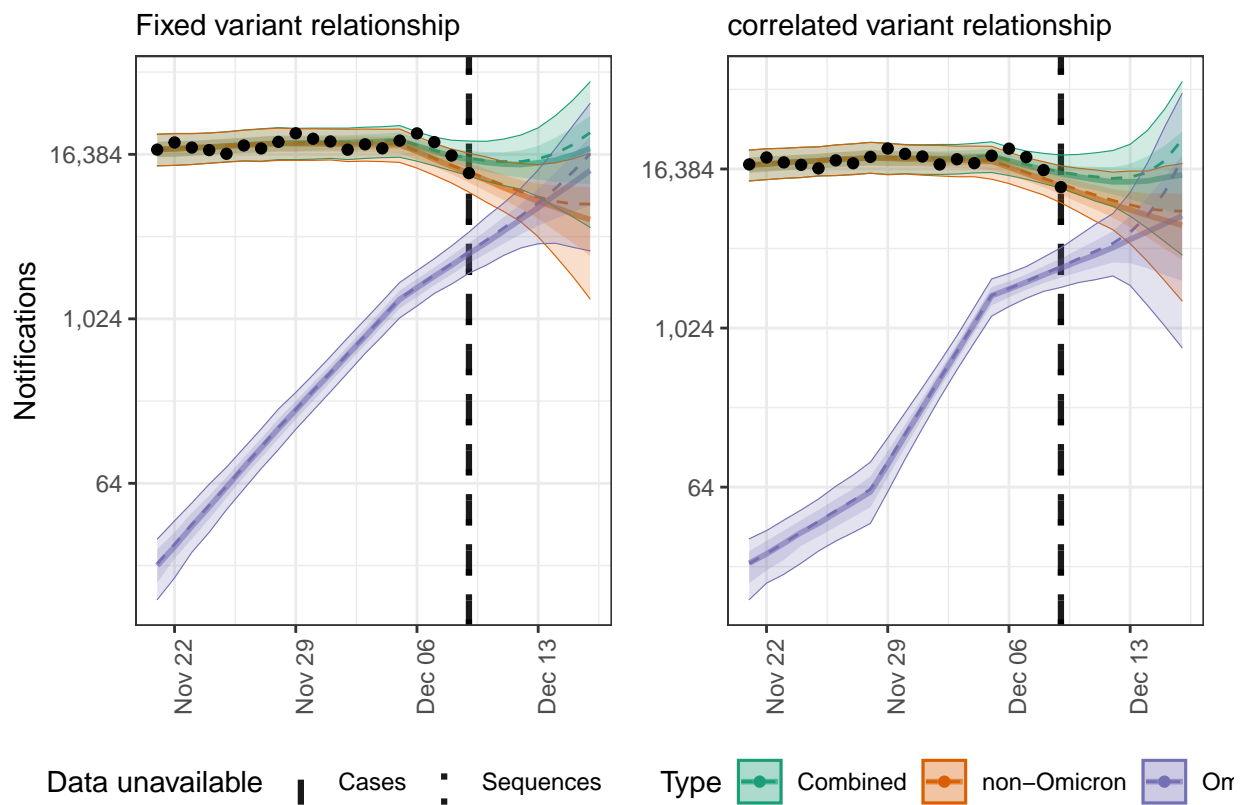 Fixed variant relationship
correlated variant relationship
Notifications
16,384
1,024
64
16,384
1,024
64
Nov 22
Nov 29
Dec 06
Dec 13
Nov 22
Nov 29
Dec 06
Dec 13
Data unavailable Cases Sequences Type Combined non−Omicron Om